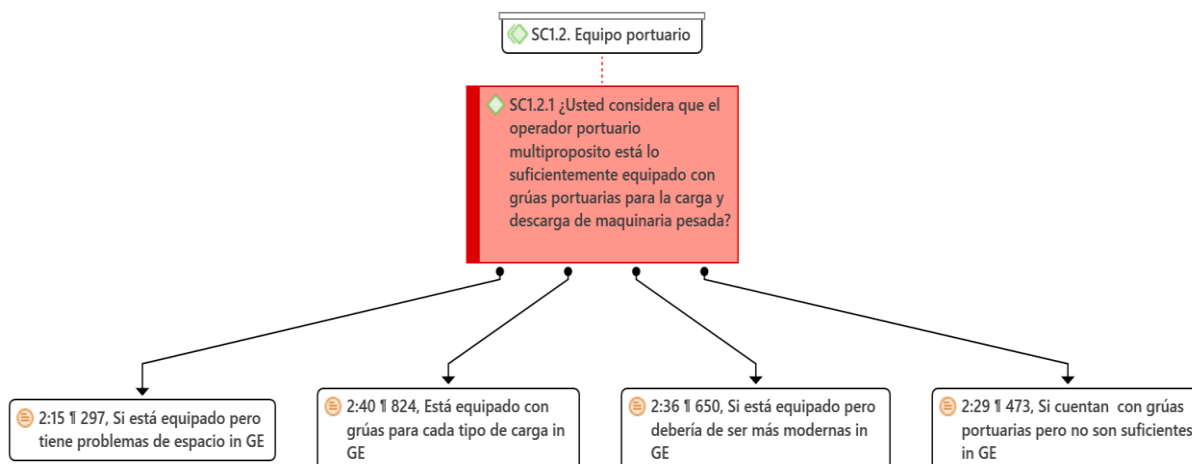 SC1.2. Equipo portuario
SC1.2.1 ¿Usted considera que el
operador portuario
multiproposito está lo
suficientemente equipado con
grúas portuarias para la carga y
descarga de maquinaria pesada?
2:15 ¶ 297, Si está equipado pero
tiene problemas de espacio in GE
2:40 ¶ 824, Está equipado con
grúas para cada tipo de carga in
GE
2:36 ¶ 650, Si está equipado pero
debería de ser más modernas in
GE
2:29 ¶ 473, Si cuentan con grúas
portuarias pero no son suficientes
in GE